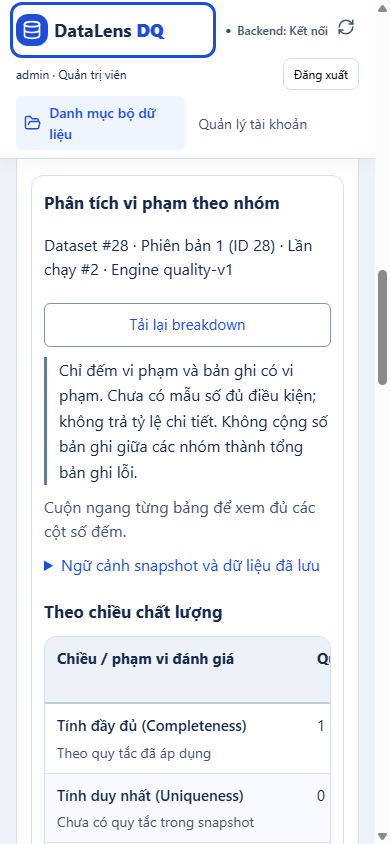 DataLens DQ
Backend: Kết nối
admin · Quản trị viên
Đăng xuất
Danh mục bộ dữ
liệu
Quản lý tài khoản
Phân tích vi phạm theo nhóm
Dataset #28 · Phiên bản 1 (ID 28) · Lần
chạy #2 · Engine quality-v1
Tải lại breakdown
Chỉ đếm vi phạm và bản ghi có vi
phạm. Chưa có mẫu số đủ điều kiện;
không trả tỷ lệ chi tiết. Không cộng số
bản ghi giữa các nhóm thành tổng
bản ghi lỗi.
Cuộn ngang từng bảng để xem đủ các
cột số đếm.
Ngữ cảnh snapshot và dữ liệu đã lưu
Theo chiều chất lượng
Chiều / phạm vi đánh giá
Tính đầy đủ (Completeness) 1
Theo quy tắc đã áp dụng
Tính duy nhất (Uniqueness) 0
Chưa có quy tắc trong snapshot